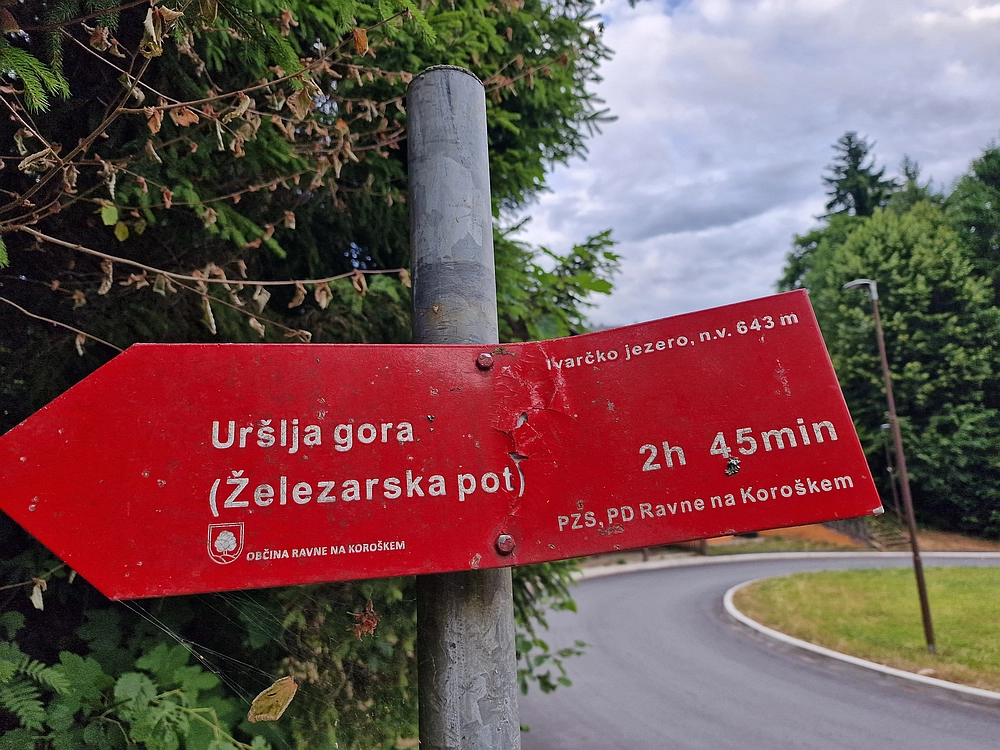 Ivarčko jezero, n.v. 643 m
Uršlja gora
(Železarska pot)
2h 45min
OBČINA RAVNE NA KOROŠKEM
PZS, PD Ravne na Koroškem